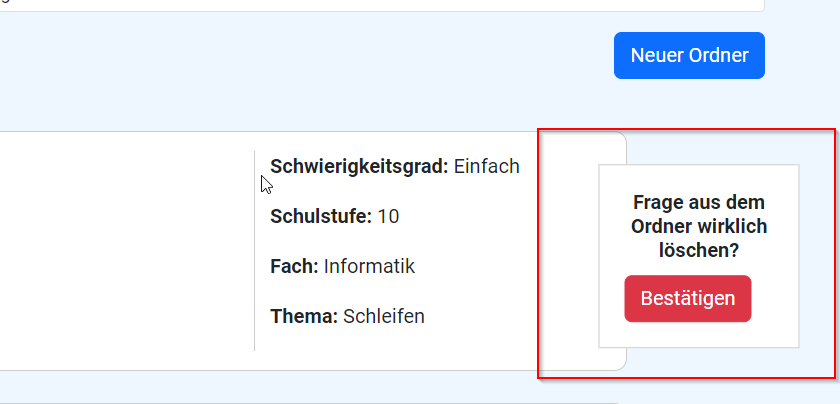 Neuer Ordner
Schwierigkeitsgrad: Einfach
Schulstufe: 10
Fach: Informatik
Thema: Schleifen
Frage aus dem
Ordner wirklich
löschen?
Bestätigen